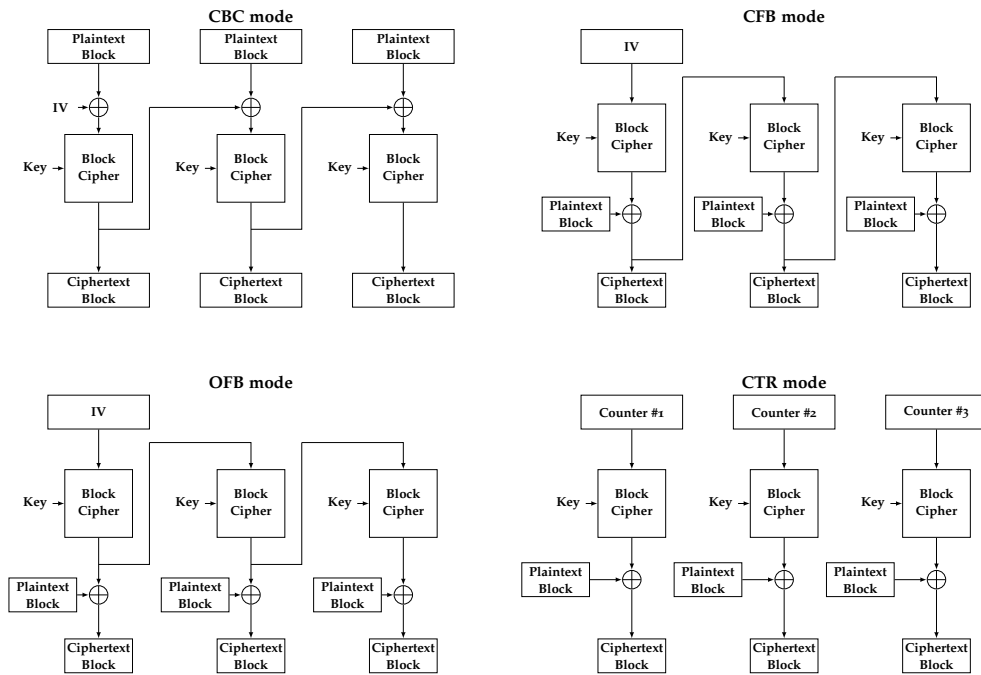 CBC mode
Plaintext
Block
Plaintext
Block
Plaintext
Block
IV
Key
Block
Cipher
Key
Block
Cipher
Key
Block
Cipher
Ciphertext
Block
Ciphertext
Block
Ciphertext
Block
CFB mode
IV
Key
Block
Cipher
Key
Block
Cipher
Key
Block
Cipher
Plaintext
Block
Plaintext
Block
Plaintext
Block
Ciphertext
Block
Ciphertext
Block
Ciphertext
Block
OFB mode
IV
Key
Block
Cipher
Key
Block
Cipher
Key
Block
Cipher
Plaintext
Block
Plaintext
Block
Plaintext
Block
Ciphertext
Block
Ciphertext
Block
Ciphertext
Block
CTR mode
Counter #1
Counter #2
Counter #3
Key
Block
Cipher
Key
Block
Cipher
Key
Block
Cipher
Plaintext
Block
Plaintext
Block
Plaintext
Block
Ciphertext
Block
Ciphertext
Block
Ciphertext
Block